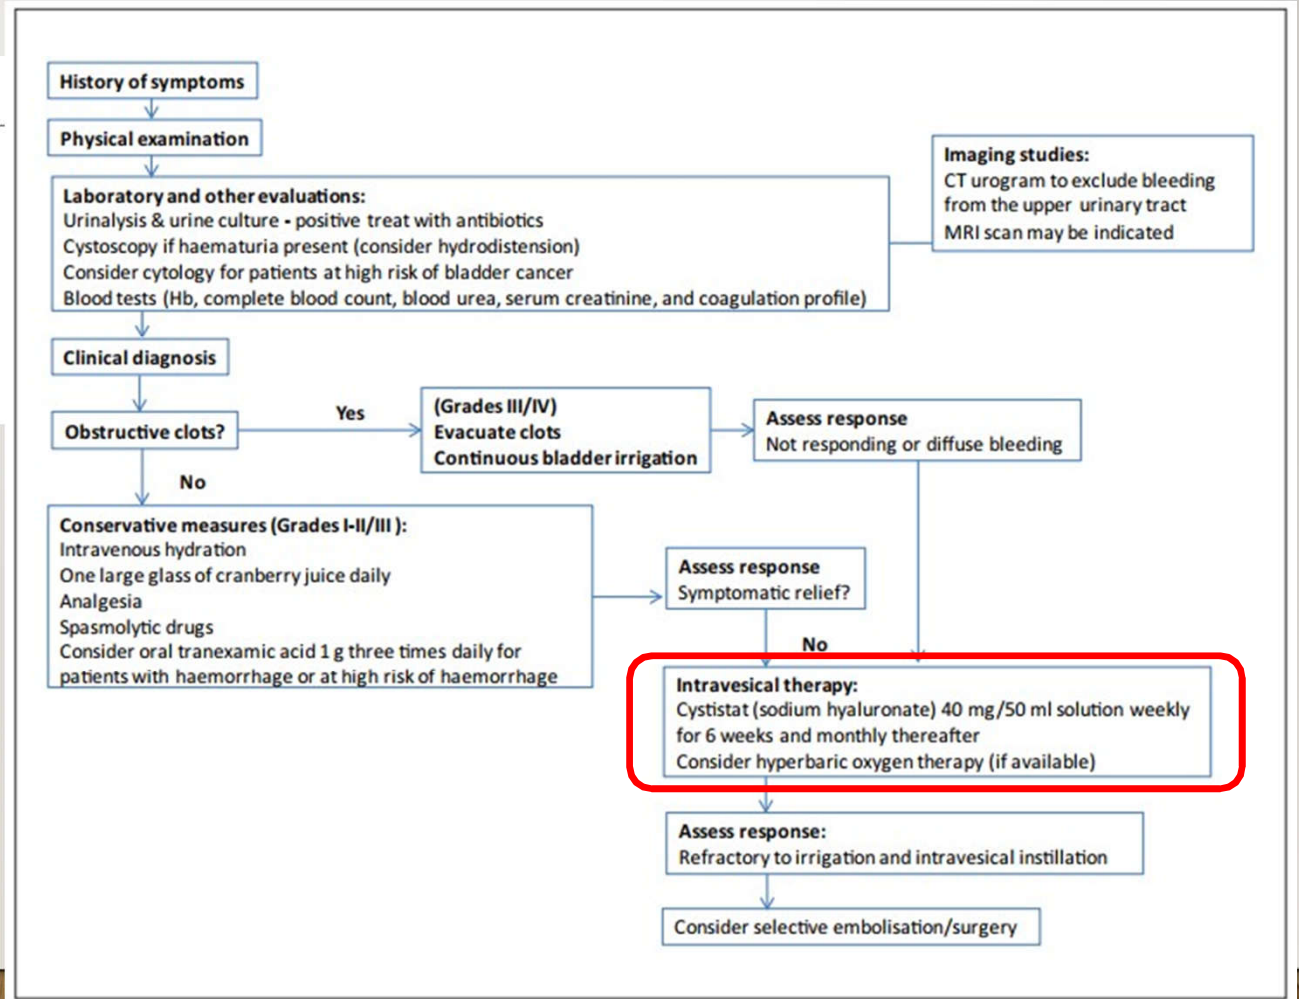 History of symptoms
Physical examination
Imaging studies:
CT urogram to exclude bleeding
from the upper urinary tract
MRI scan may be indicated
Laboratory and other evaluations:
Urinalysis & urine culture - positive treat with antibiotics
Cystoscopy if haematuria present (consider hydrodistension)
Consider cytology for patients at high risk of bladder cancer
Blood tests (Hb, complete blood count, blood urea, serum creatinine, and coagulation profile)
Clinical diagnosis
Obstructive clots?
Yes
(Grades III/IV)
Evacuate clots
Continuous bladder irrigation
Assess response
Not responding or diffuse bleeding
No
Conservative measures (Grades I-II/III ):
Intravenous hydration
One large glass of cranberry juice daily
Analgesia
Spasmolytic drugs
Consider oral tranexamic acid 1 g three times daily for
patients with haemorrhage or at high risk of haemorrhage
Assess response
Symptomatic relief?
No
Intravesical therapy:
Cystistat (sodium hyaluronate) 40 mg/50 ml solution weekly
for 6 weeks and monthly thereafter
Consider hyperbaric oxygen therapy (if available)
Assess response:
Refractory to irrigation and intravesical instillation
Consider selective embolisation/surgery